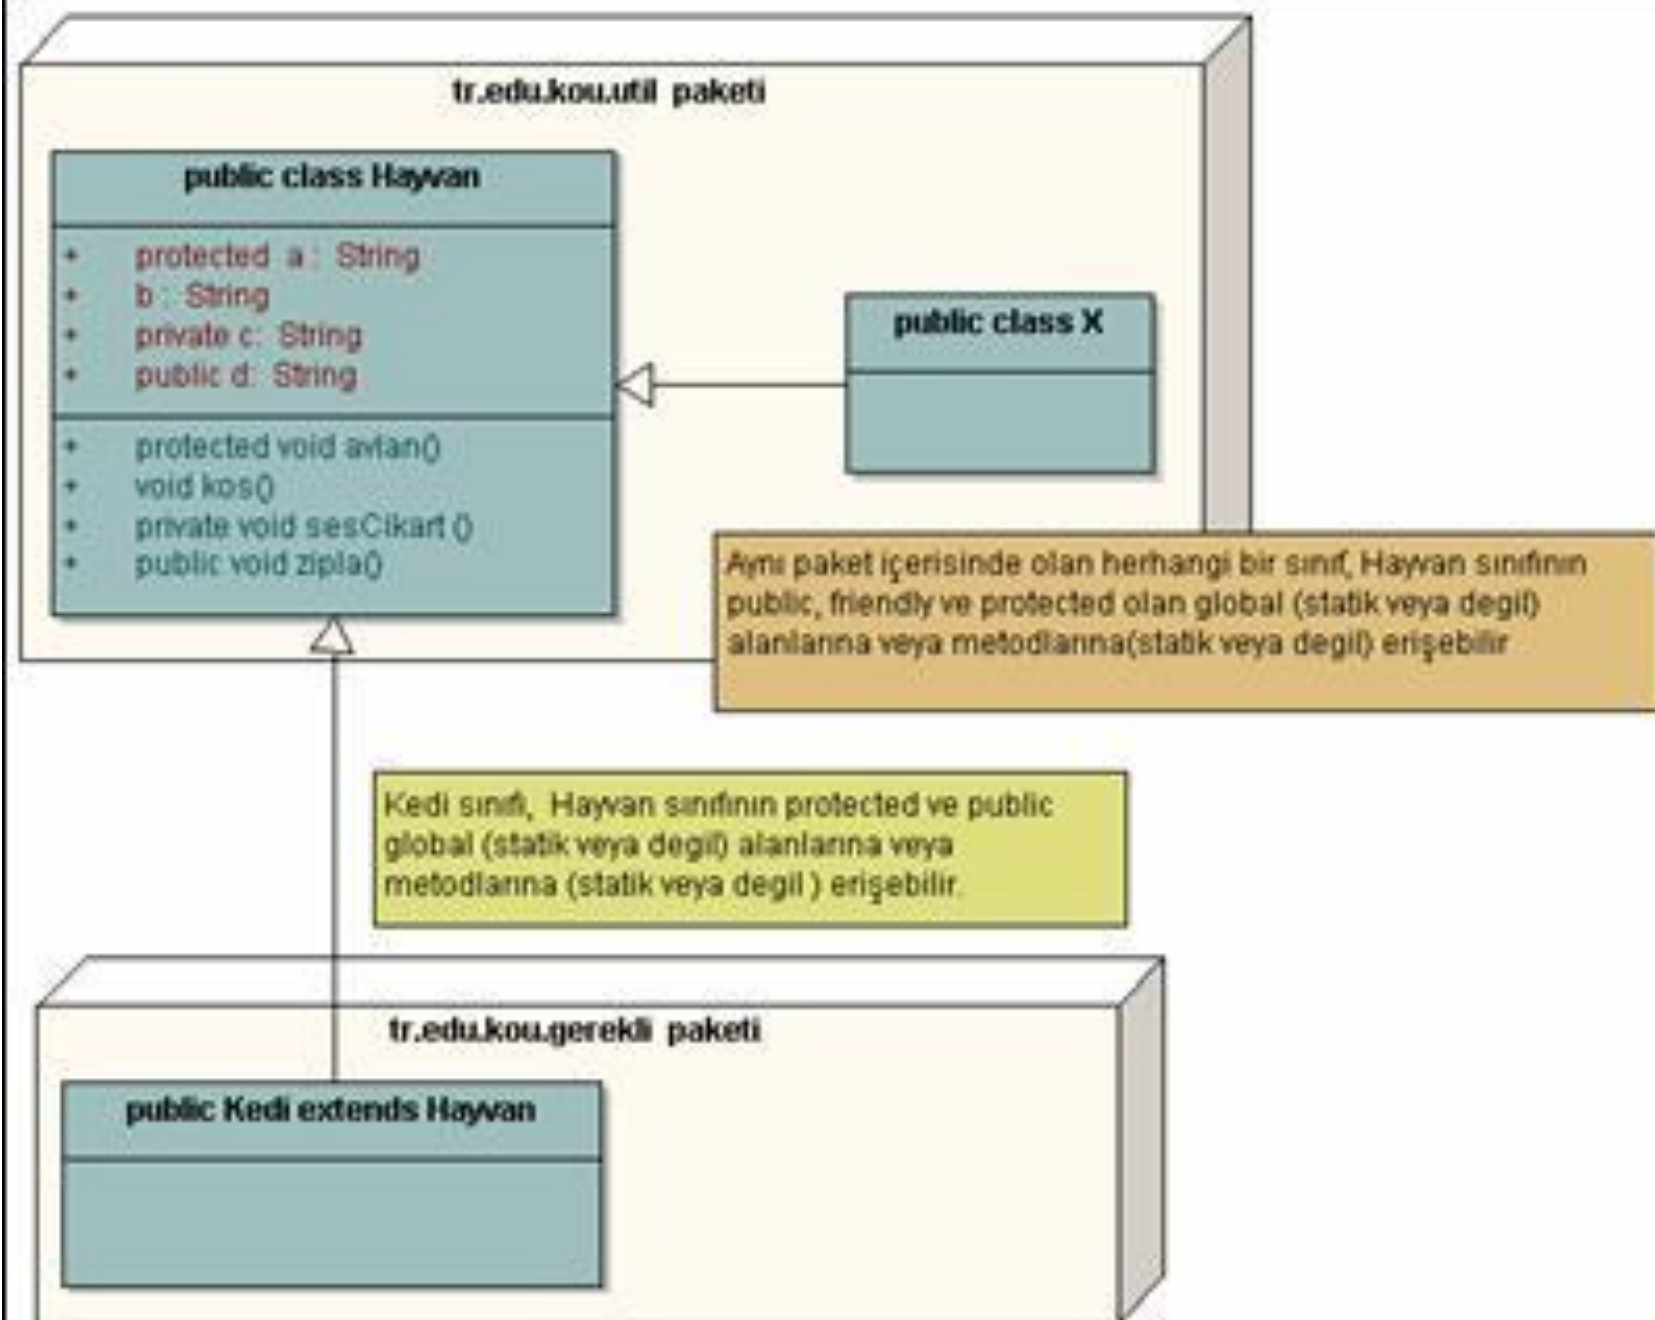 tr.edu.kou.util paketi
public class Hayvan
+ protected a : String
+ b : String
+ private c: String
+ public d: String
+ protected void avlan()
+ void kos()
+ private void sesCikart ()
+ public void zipla()
public class X
Aynı paket içerisinde olan herhangi bir sınıf, Hayvan sınıfının
public, friendly ve protected olan global (statik veya degil)
alanlarına veya metodlarına(statik veya degil) erişebilir
Kedi sınıfı, Hayvan sınıfının protected ve public
global (statik veya degil) alanlarına veya
metodlarına (statik veya degil ) erişebilir.
tr.edu.kou.gerekli paketi
public Kedi extends Hayvan